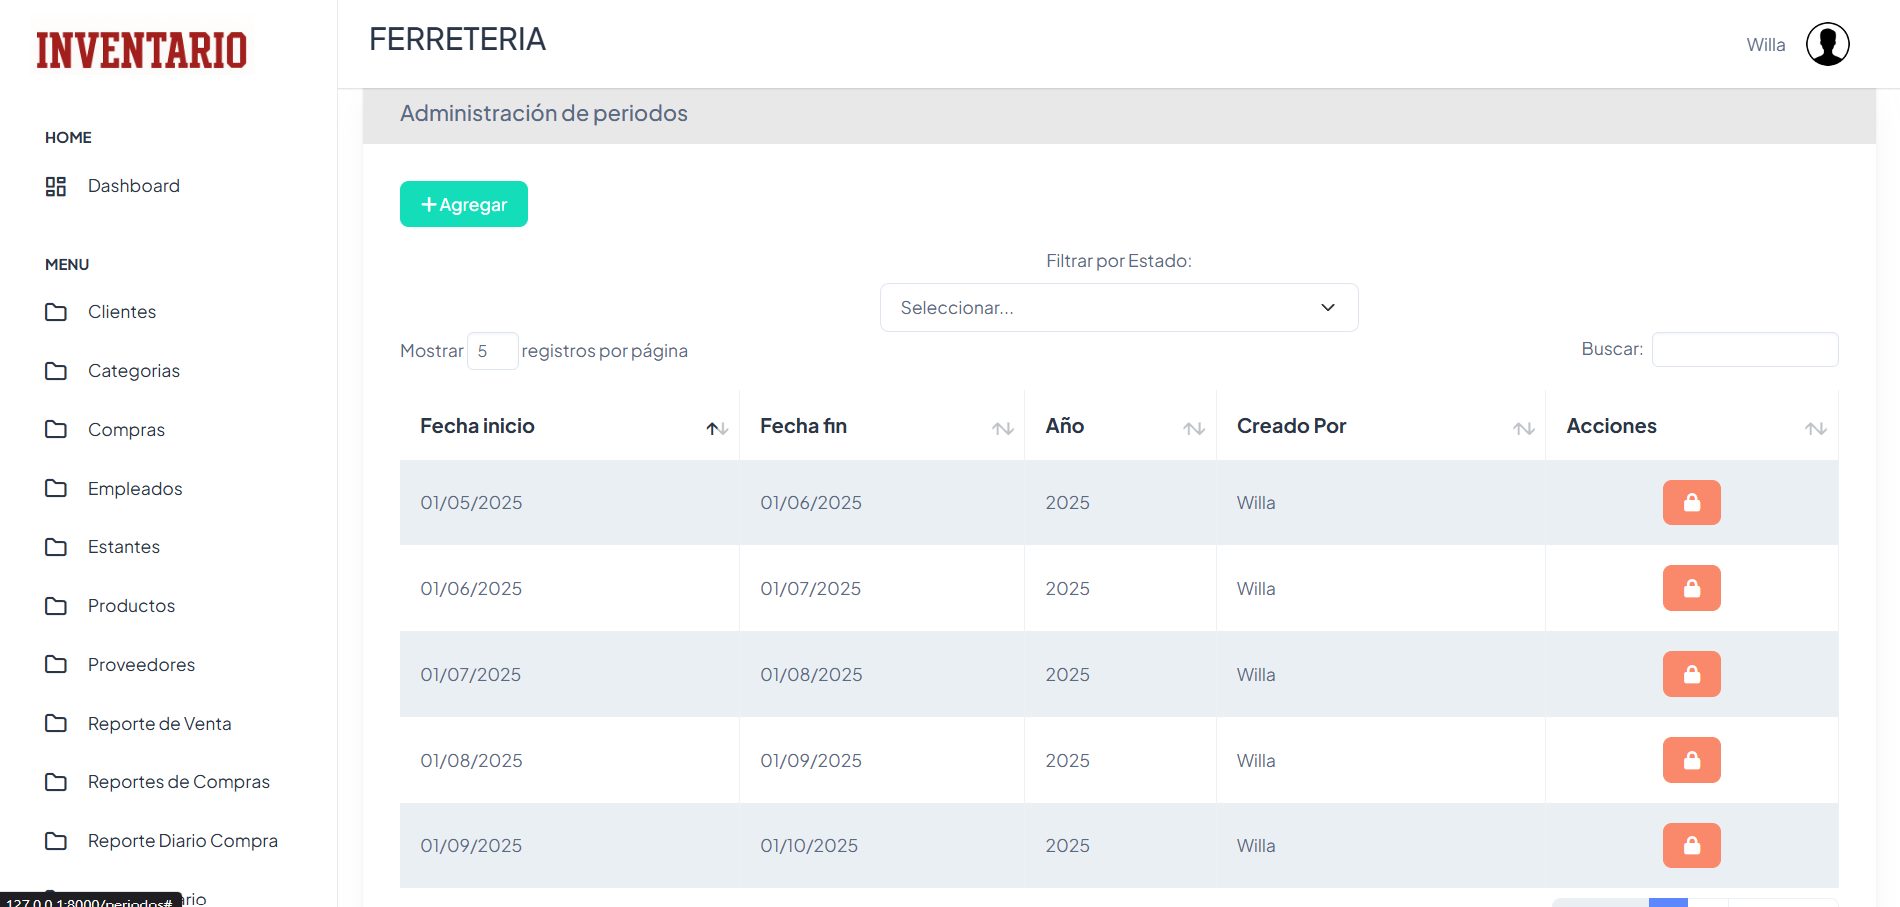 INVENTARIO
HOME
Dashboard
MENU
Clientes
Categorias
Compras
Empleados
Estantes
Productos
Proveedores
Reporte de Venta
Reportes de Compras
Reporte Diario Compra
127.0.0.1:8000/periodos#
FERRETERIA
Willa
Administración de periodos
+ Agregar
Filtrar por Estado:
Seleccionar...
Mostrar 5 registros por página
Buscar:
Fecha inicio Fecha fin Año Creado Por Acciones
01/05/2025 01/06/2025 2025 Willa
01/06/2025 01/07/2025 2025 Willa
01/07/2025 01/08/2025 2025 Willa
01/08/2025 01/09/2025 2025 Willa
01/09/2025 01/10/2025 2025 Willa